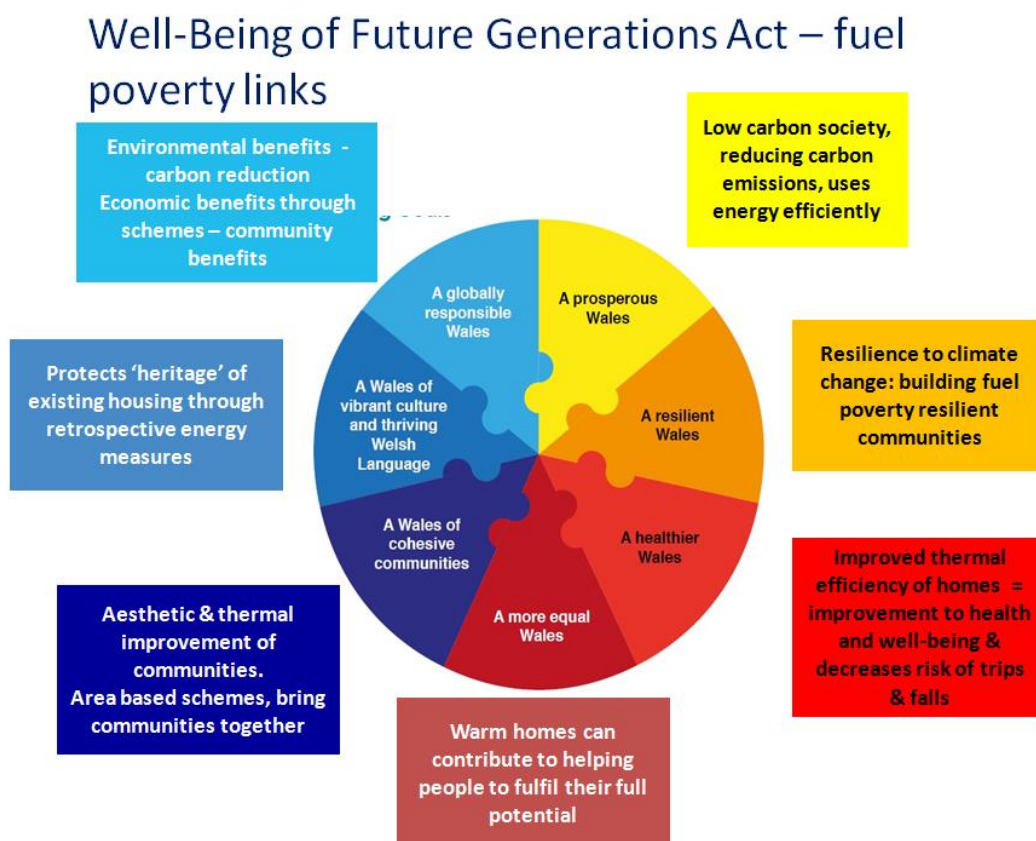 Well-Being of Future Generations Act – fuel
poverty links
Environmental benefits -
carbon reduction
Economic benefits through
schemes – community
benefits
Low carbon society,
reducing carbon
emissions, uses
energy efficiently
A globally
responsible
Wales
A prosperous
Wales
Protects ‘heritage’ of
existing housing through
retrospective energy
measures
A Wales of
vibrant culture
and thriving
Welsh
Language
A resilient
Wales
Resilience to climate
change: building fuel
poverty resilient
communities
A Wales of
cohesive
communities
A healthier
Wales
A more equal
Wales
Aesthetic & thermal
improvement of
communities.
Area based schemes, bring
communities together
Improved thermal
efficiency of homes =
improvement to health
and well-being &
decreases risk of trips
& falls
Warm homes can
contribute to helping
people to fulfil their full
potential